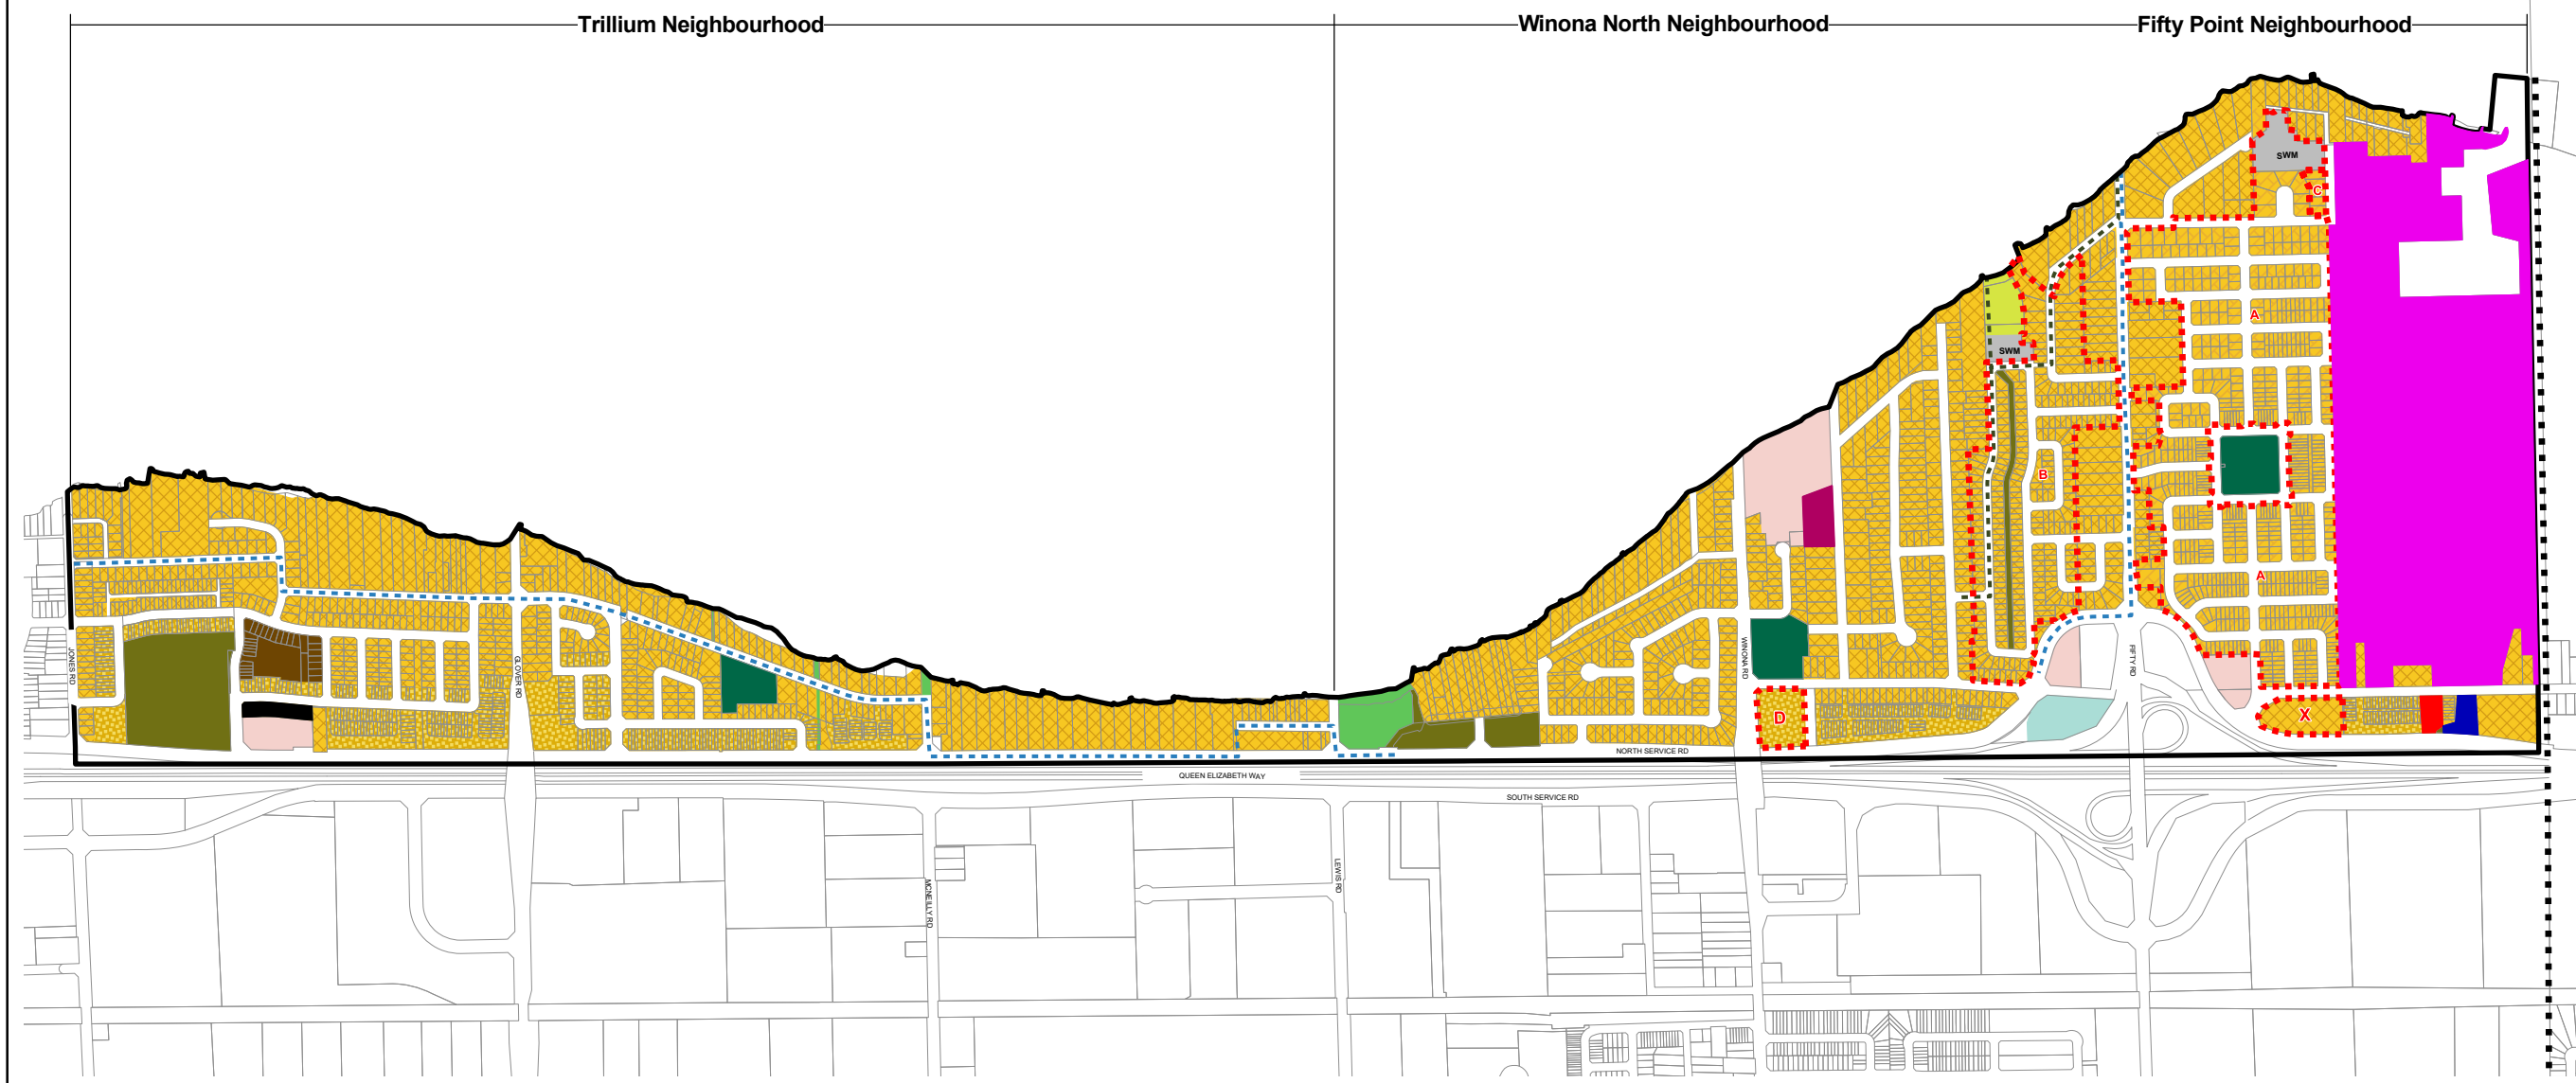 Trillium Neighbourhood
Winona North Neighbourhood
Fifty Point Neighbourhood
SWM
C
A
SWM
B
A
JONES RD
GLOVER RD
WINONA RD
FIFTY RD
D
X
NORTH SERVICE RD
QUEEN ELIZABETH WAY
SOUTH SERVICE RD
MCNEILLY RD
LEWIS RD